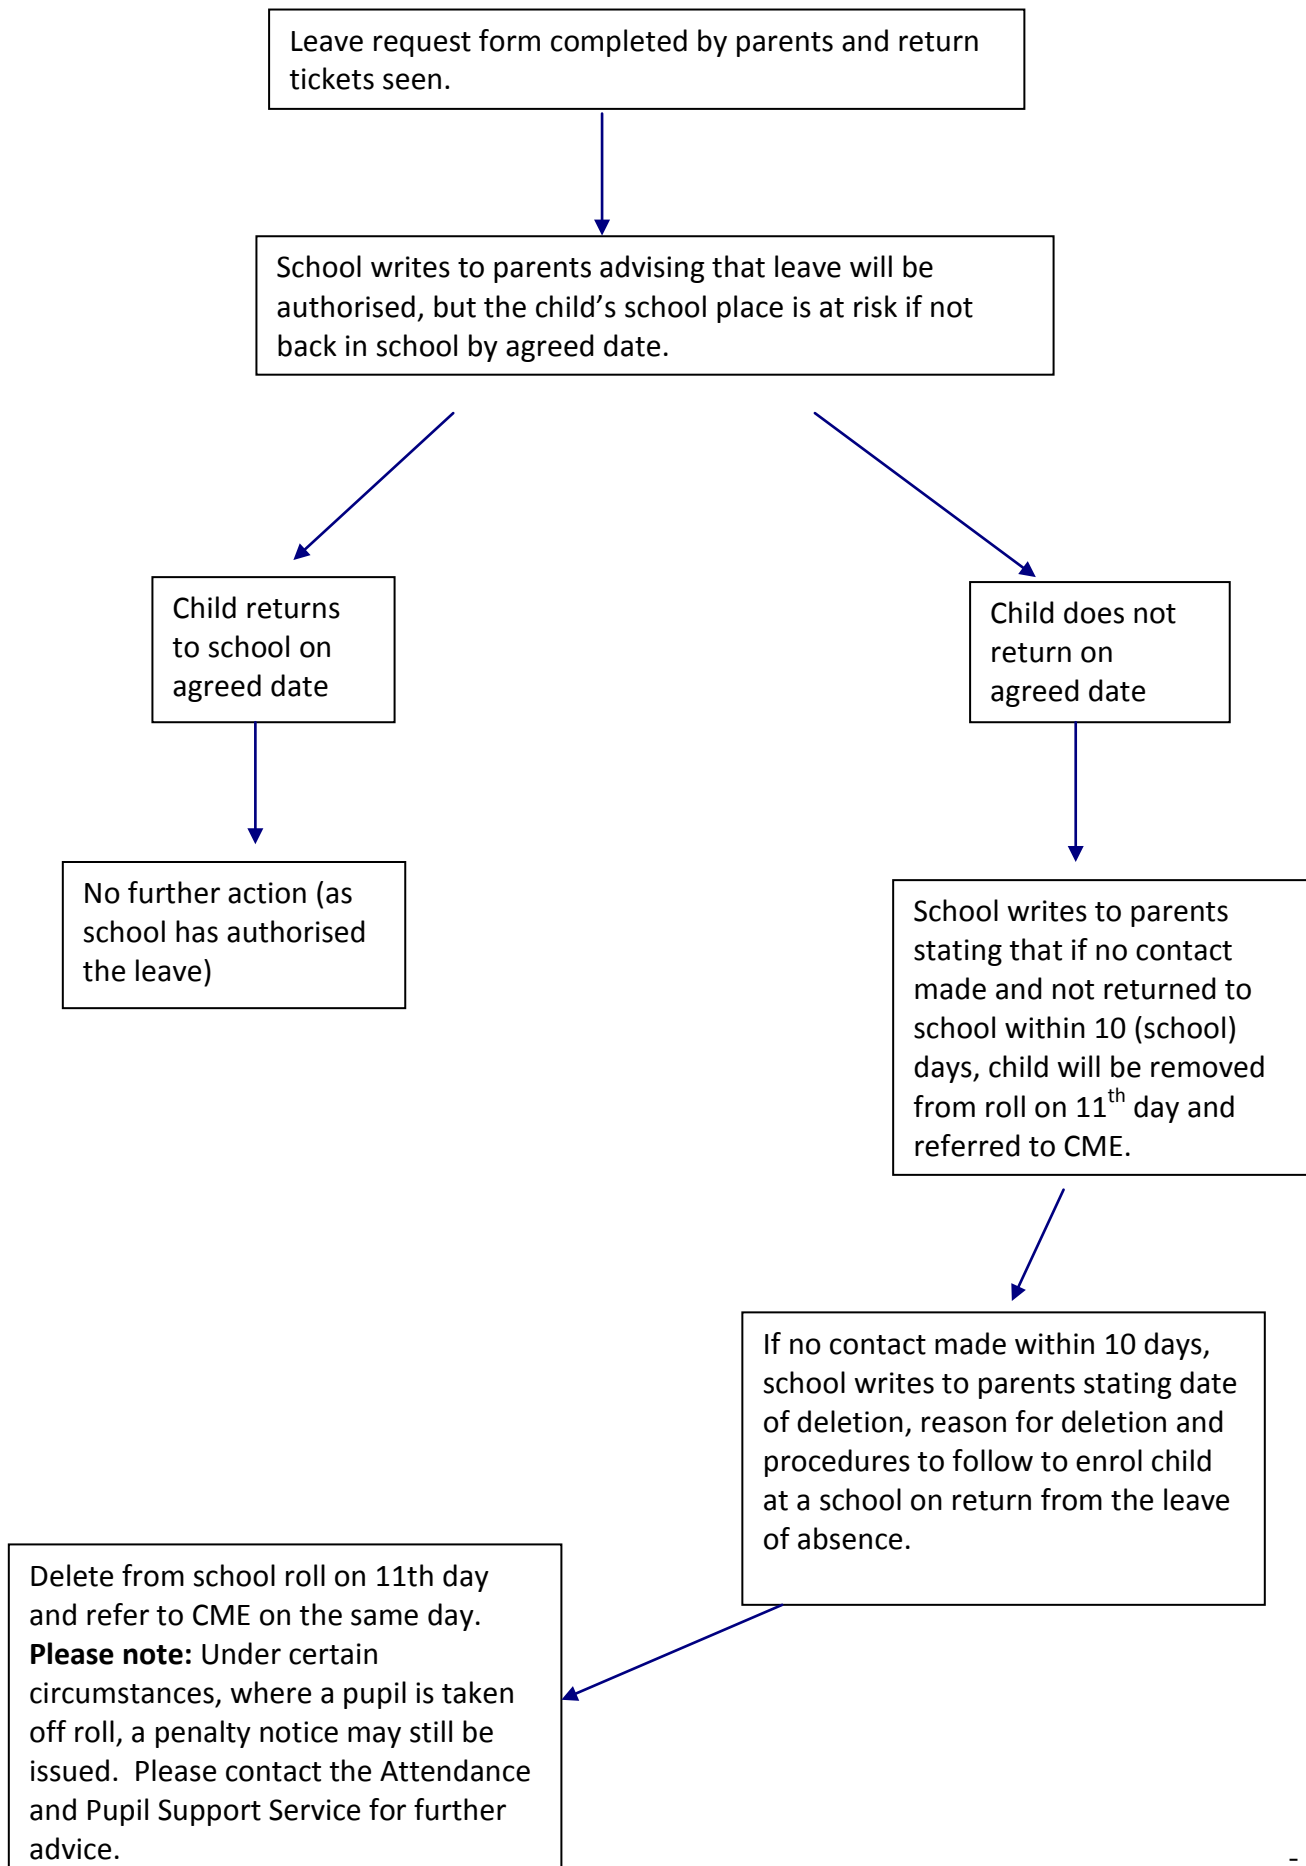 Leave request form completed by parents and return
tickets seen.
School writes to parents advising that leave will be
authorised, but the child’s school place is at risk if not
back in school by agreed date.
Child returns
to school on
agreed date
Child does not
return on
agreed date
No further action (as
school has authorised
the leave)
School writes to parents
stating that if no contact
made and not returned to
school within 10 (school)
days, child will be removed
from roll on 11th day and
referred to CME.
If no contact made within 10 days,
school writes to parents stating date
of deletion, reason for deletion and
procedures to follow to enrol child
at a school on return from the leave
of absence.
Delete from school roll on 11th day
and refer to CME on the same day.
Please note: Under certain
circumstances, where a pupil is taken
off roll, a penalty notice may still be
issued.  Please contact the Attendance
and Pupil Support Service for further
advice.
-